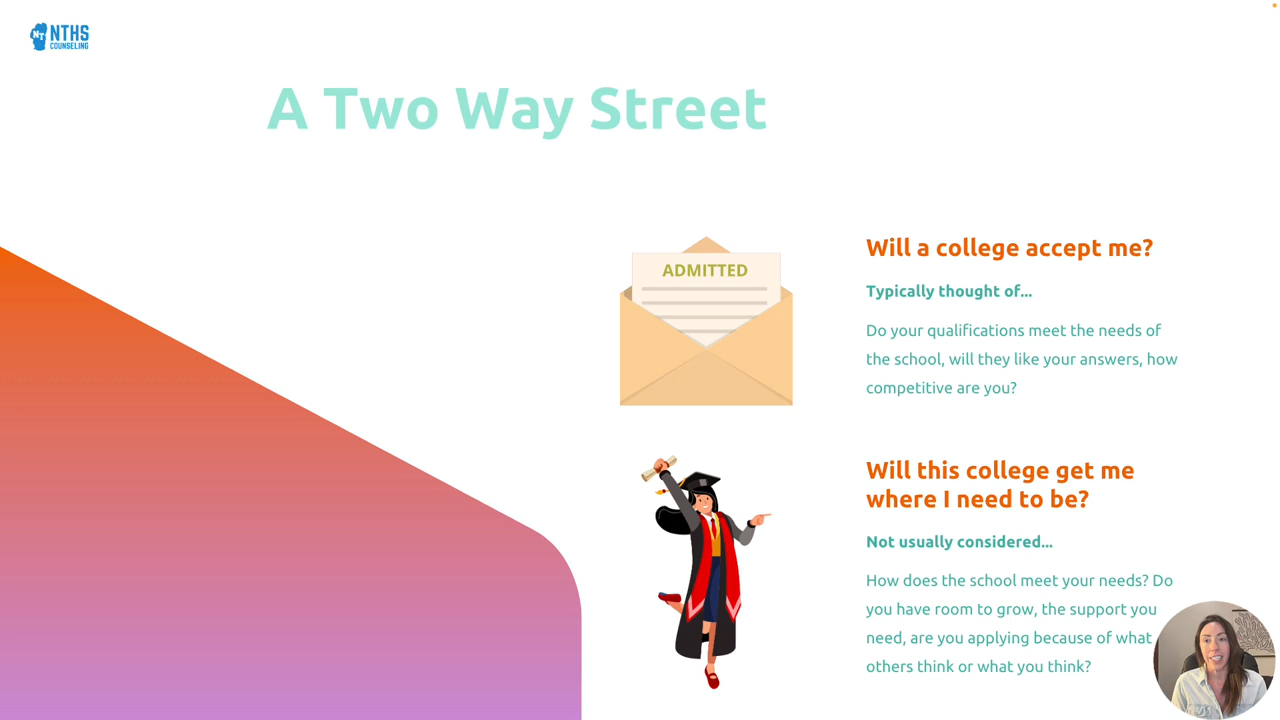 NT
NTHS
COUNSELING
A Two Way Street
ADMITTED
Will a college accept me?
Typically thought of...
Do your qualifications meet the needs of
the school, will they like your answers, how
competitive are you?
Will this college get me
where I need to be?
Not usually considered...
How does the school meet your needs? Do
you have room to grow, the support you
need, are you applying because of what
others think or what you think?